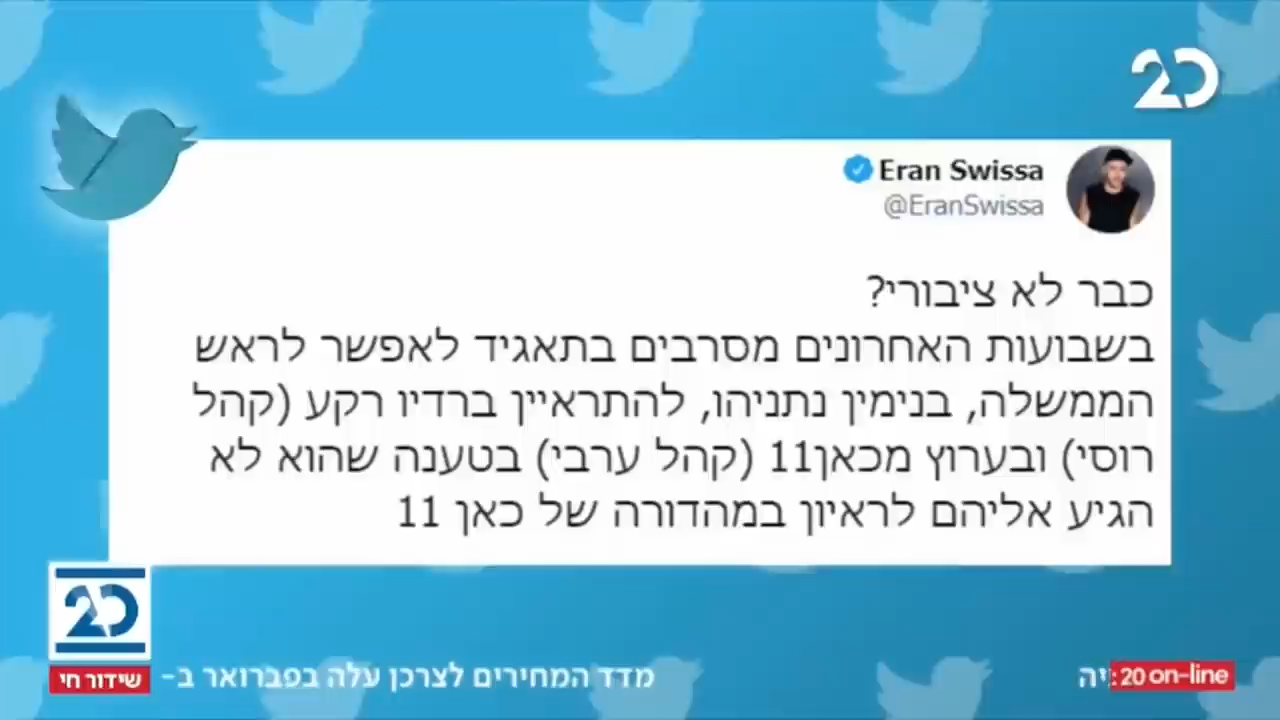 20
Eran Swissa
@EranSwissa
כבר לא ציבורי?
בשבועות האחרונים מסרבים בתאגיד לאפשר לראש
הממשלה, בנימין נתניהו, להתראיין ברדיו רקע (קהל
רוסי) ובערוץ מכאן11 (קהל ערבי) בטענה שהוא לא
הגיע אליהם לראיון במהדורה של כאן 11
20
שידור חי
מדד המחירים לצרכן עלה בפברואר ב-
20 on-line